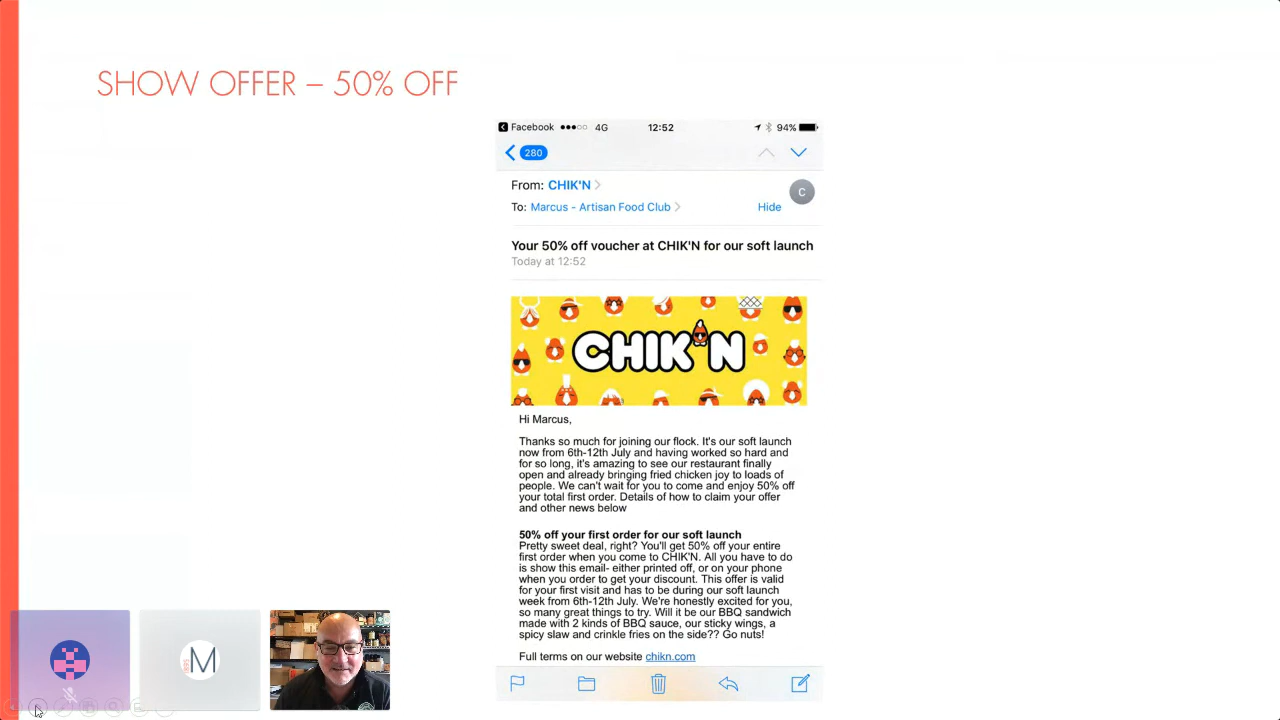 SHOW OFFER – 50% OFF
Facebook 4G 12:52 94%
280
From: CHIK'N
C
To: Marcus - Artisan Food Club Hide
Your 50% off voucher at CHIK'N for our soft launch
Today at 12:52
CHIK'N
Hi Marcus,
Thanks so much for joining our flock. It's our soft launch
now from 6th-12th July and having worked so hard and
for so long, it's amazing to see our restaurant finally
open and already bringing fried chicken joy to loads of
people. We can't wait for you to come and enjoy 50% off
your total first order. Details of how to claim your offer
and other news below
50% off your first order for our soft launch
Pretty sweet deal, right? You'll get 50% off your entire
first order when you come to CHIK'N. All you have to do
is show this email- either printed off, or on your phone
when you order to get your discount. This offer is valid
for your first visit and has to be during our soft launch
week from 6th-12th July. We're honestly excited for you,
so many great things to try. Will it be our BBQ sandwich
made with 2 kinds of BBQ sauce, our sticky wings, a
spicy slaw and crinkle fries on the side?? Go nuts!
Full terms on our website chikn.com
M